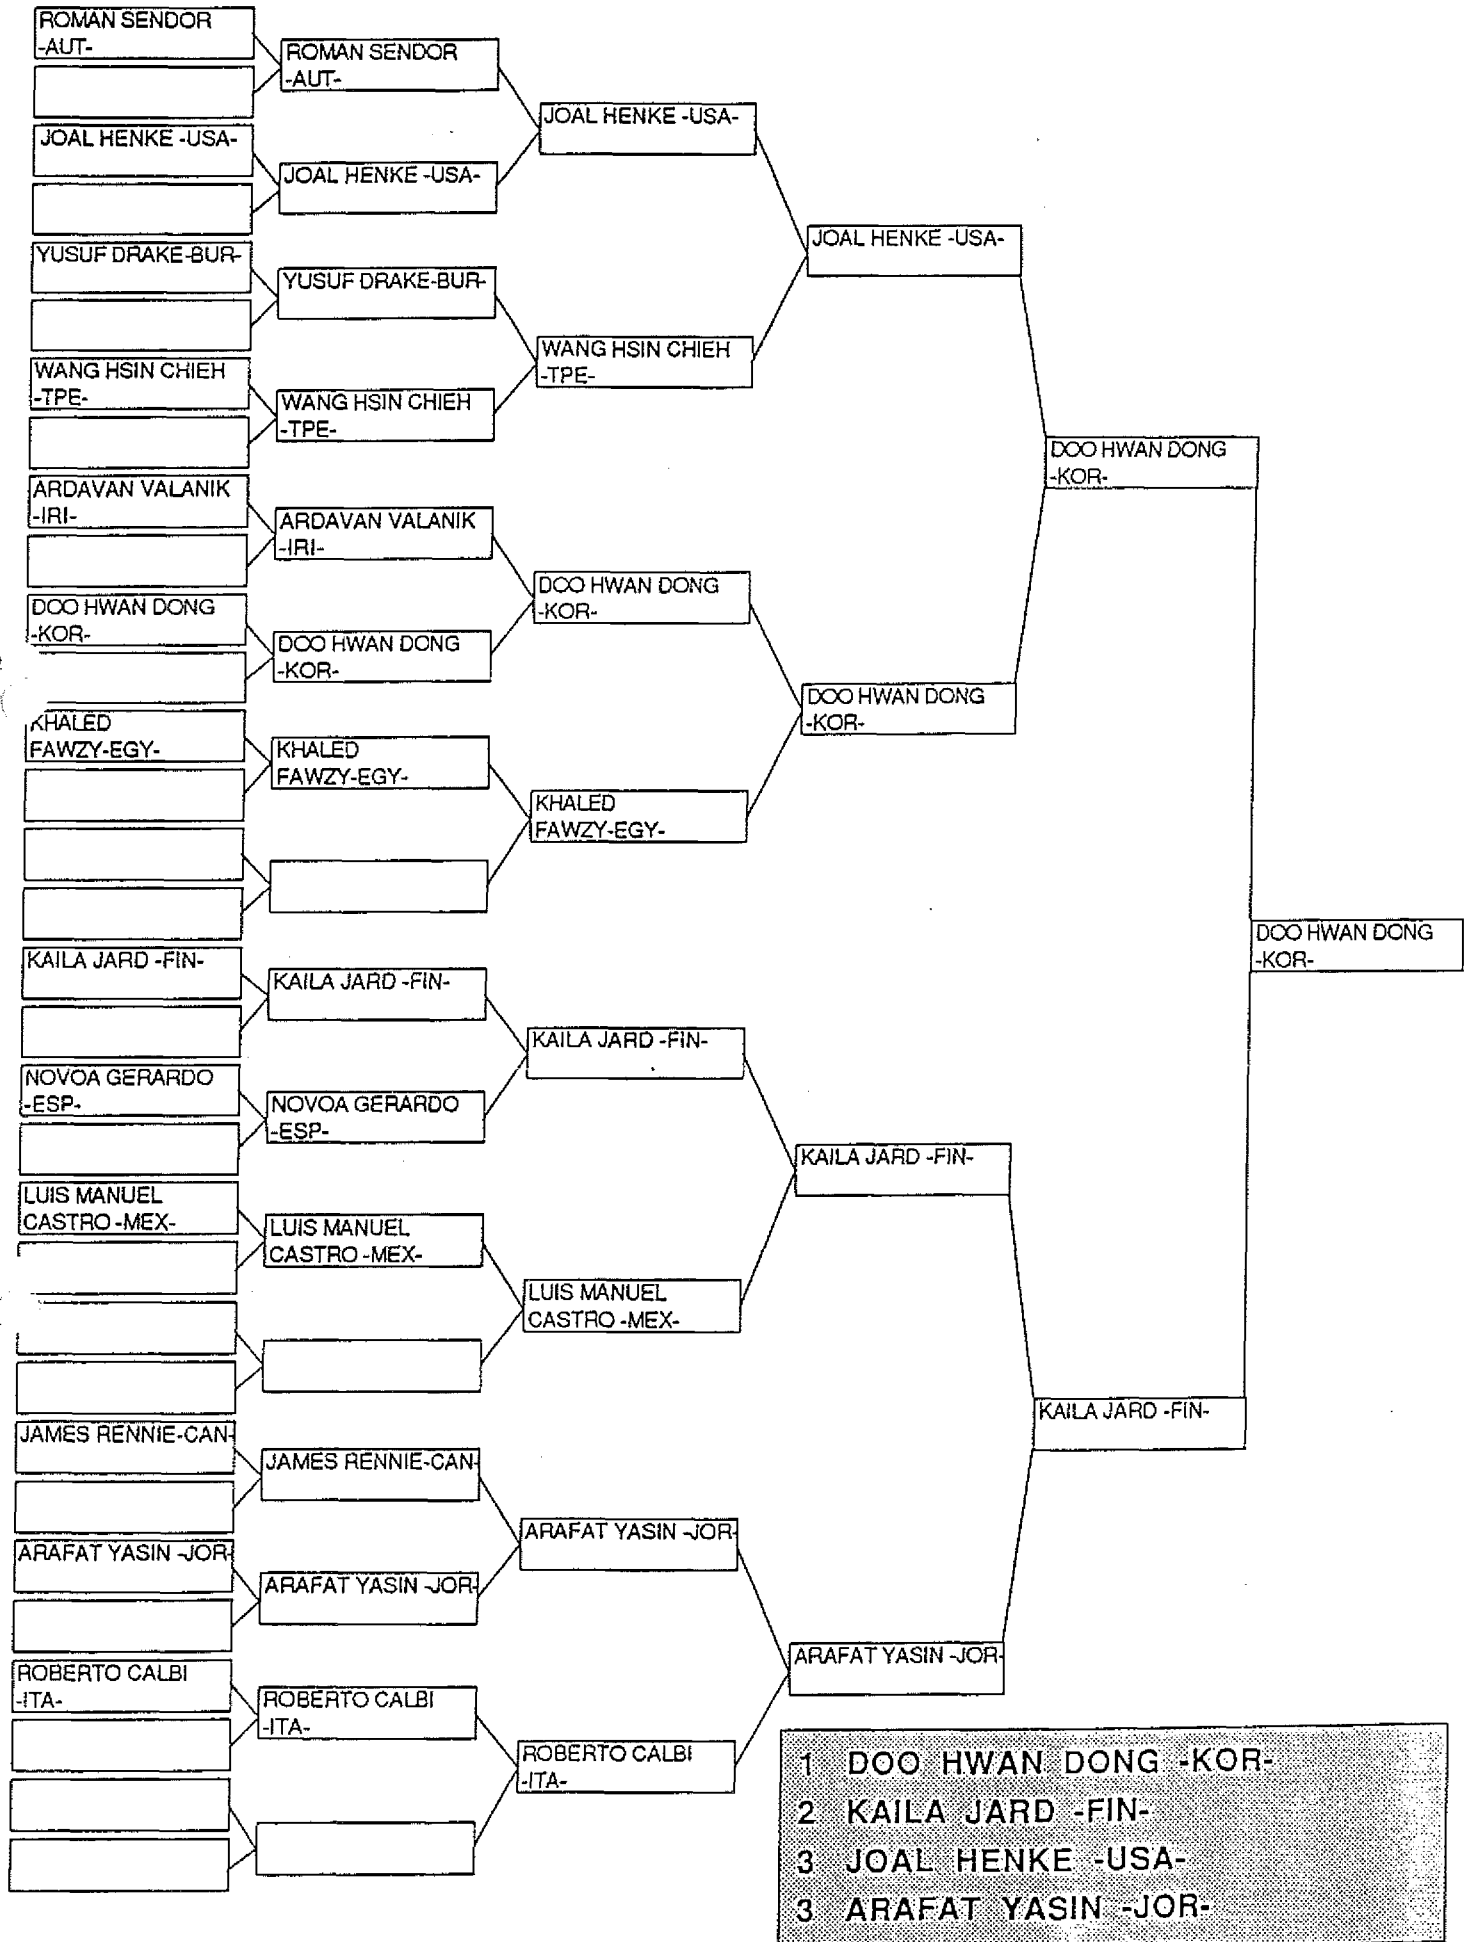 ROMAN SENDOR
-AUT-
JOAL HENKE -USA-
YUSUF DRAKE-BUR-
WANG HSIN CHIEH
-TPE-
ARDAVAN VALANIK
-IRI-
DOO HWAN DONG
-KOR-
KHALED
FAWZY-EGY-
KAILA JARD -FIN-
NOVOA GERARDO
-ESP-
LUIS MANUEL
CASTRO -MEX-
JAMES RENNIE-CAN-
ARAFAT YASIN -JOR-
ROBERTO CALBI
-ITA-
ROMAN SENDOR
-AUT-
JOAL HENKE -USA-
YUSUF DRAKE-BUR-
WANG HSIN CHIEH
-TPE-
ARDAVAN VALANIK
-IRI-
DOO HWAN DONG
-KOR-
KHALED
FAWZY-EGY-
KAILA JARD -FIN-
NOVOA GERARDO
-ESP-
LUIS MANUEL
CASTRO -MEX-
JAMES RENNIE-CAN-
ARAFAT YASIN -JOR-
ROBERTO CALBI
-ITA-
JOAL HENKE -USA-
WANG HSIN CHIEH
-TPE-
DOO HWAN DONG
-KOR-
KHALED
FAWZY-EGY-
KAILA JARD -FIN-
LUIS MANUEL
CASTRO -MEX-
ARAFAT YASIN -JOR-
ROBERTO CALBI
-ITA-
JOAL HENKE -USA-
DOO HWAN DONG
-KOR-
KAILA JARD -FIN-
ARAFAT YASIN -JOR-
DOO HWAN DONG
-KOR-
KAILA JARD -FIN-
DOO HWAN DONG
-KOR-
1 DOO HWAN DONG -KOR-
2 KAILA JARD -FIN-
3 JOAL HENKE -USA-
3 ARAFAT YASIN -JOR-